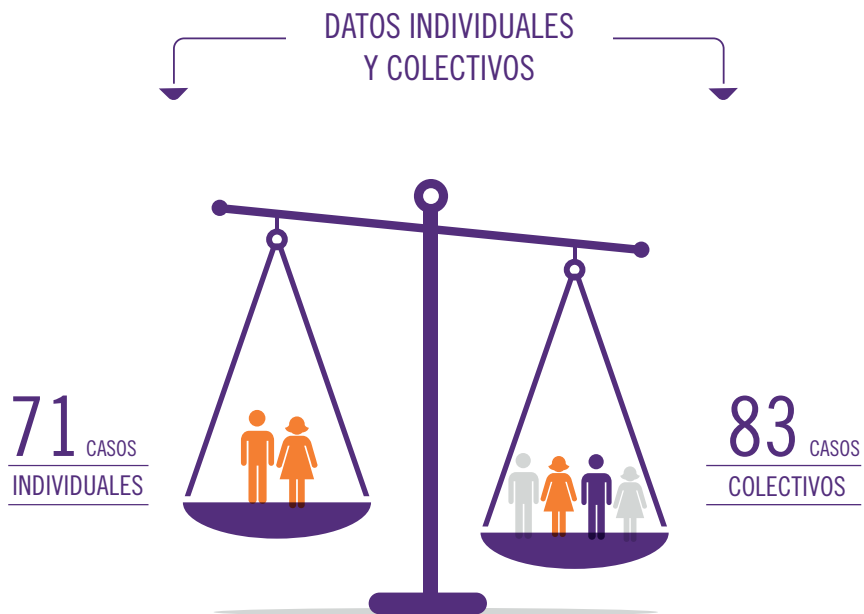 DATOS INDIVIDUALES
Y COLECTIVOS
71 CASOS
INDIVIDUALES
83 CASOS
COLECTIVOS